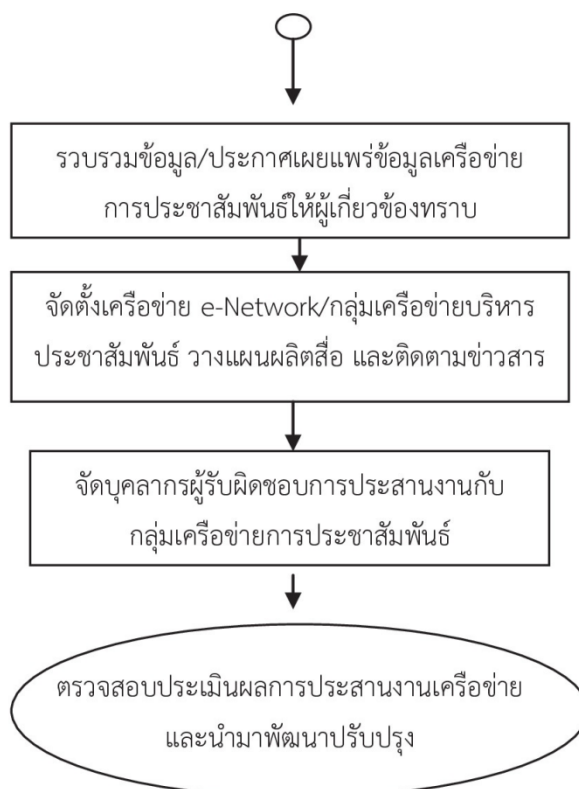 รวบรวมข้อมูล/ประกาศเผยแพร่ข้อมูลเครือข่าย
การประชาสัมพันธ์ให้ผู้เกี่ยวข้องทราบ
จัดตั้งเครือข่าย e-Network/กลุ่มเครือข่ายบริหาร
ประชาสัมพันธ์ วางแผนผลิตสื่อ และติดตามข่าวสาร
จัดบุคลากรผู้รับผิดชอบการประสานงานกับ
กลุ่มเครือข่ายการประชาสัมพันธ์
ตรวจสอบประเมินผลการประสานงานเครือข่าย
และนำมาพัฒนาปรับปรุง